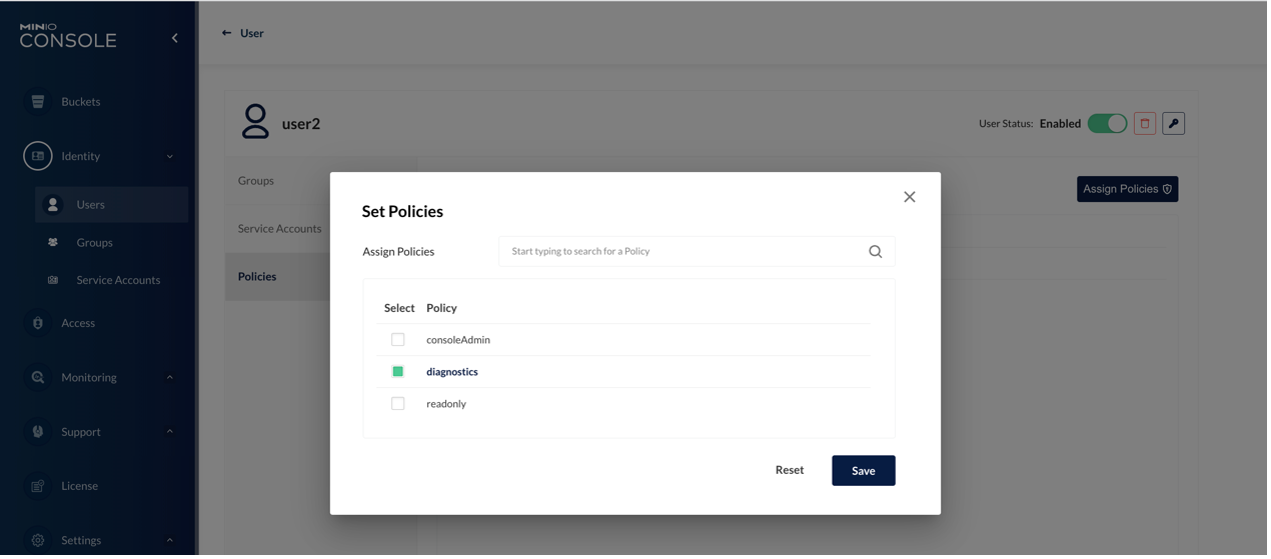 MINIO
CONSOLE
Buckets
Identity
Users
Groups
Service Accounts
Access
Monitoring
Support
License
Settings
User
user2
User Status: Enabled
Groups
Service Accounts
Policies
Assign Policies
Set Policies
Assign Policies
Start typing to search for a Policy
Select Policy
consoleAdmin
diagnostics
readonly
Reset
Save